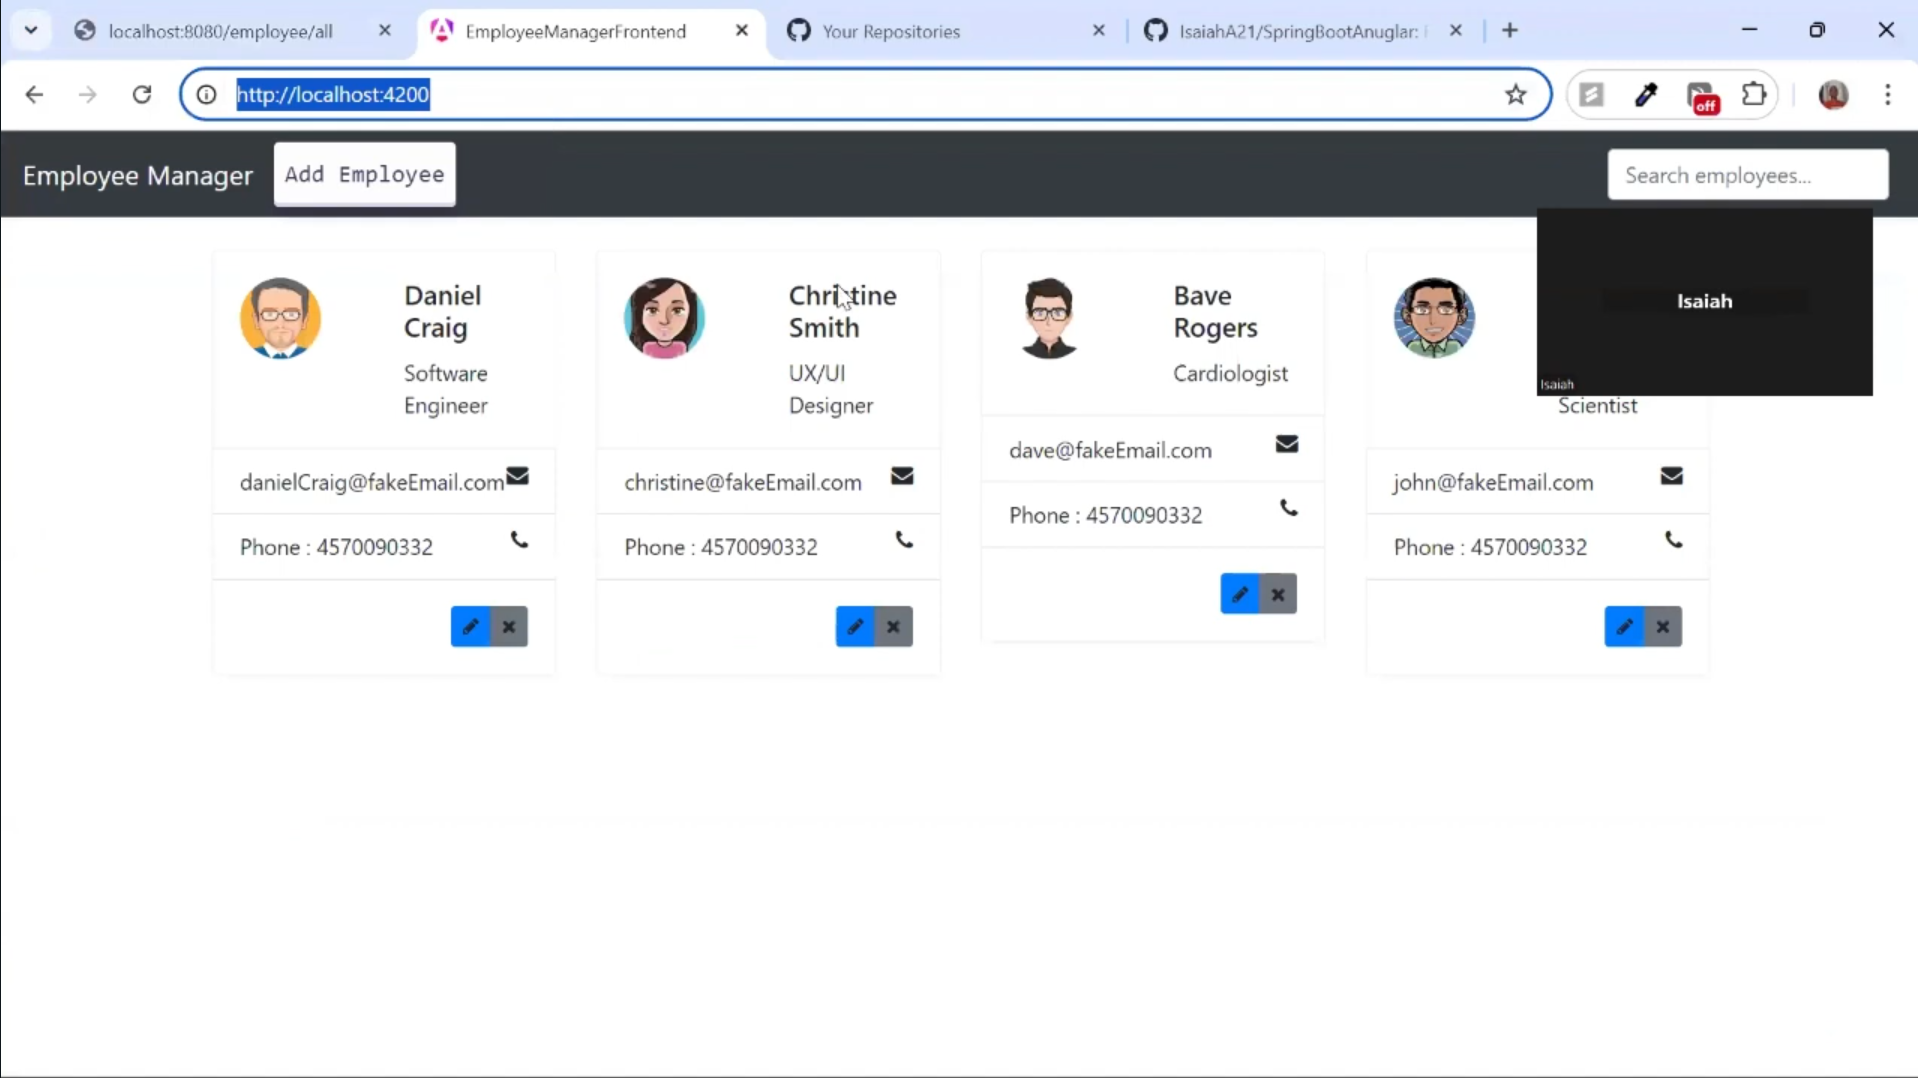 localhost:8080/employee/all
EmployeeManagerFrontend
Your Repositories
IsaiahA21/SpringBootAnuglar:
http://localhost:4200
off
Employee Manager
Add Employee
Search employees...
Daniel
Craig
Software
Engineer
danielCraig@fakeEmail.com
Phone : 4570090332
Christine
Smith
UX/UI
Designer
christine@fakeEmail.com
Phone : 4570090332
Bave
Rogers
Cardiologist
dave@fakeEmail.com
Phone : 4570090332
Isaiah
Isaiah
Scientist
john@fakeEmail.com
Phone : 4570090332